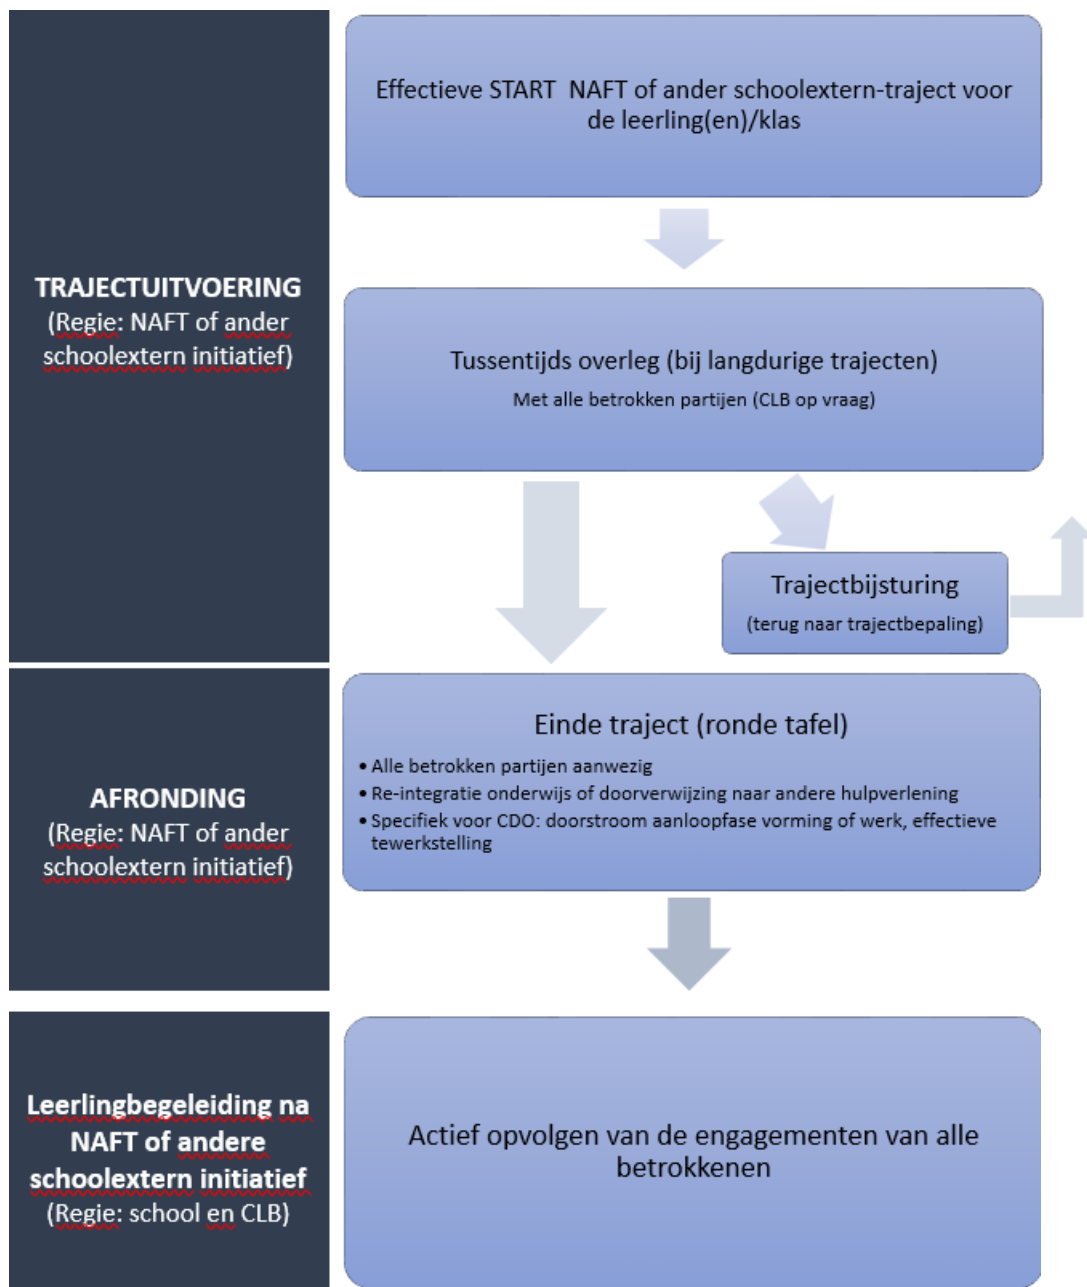 TRAJECTUITVOERING
(Regie: NAFT of ander
schoolextern initiatief)
Effectieve START  NAFT of ander schoolextern-traject voor
de leerling(en)/klas
Tussentijds overleg (bij langdurige trajecten)
Met alle betrokken partijen (CLB op vraag)
Trajectbijsturing
(terug naar trajectbepaling)
AFRONDING
(Regie: NAFT of ander
schoolextern initiatief)
Einde traject (ronde tafel)
• Alle betrokken partijen aanwezig
• Re-integratie onderwijs of doorverwijzing naar andere hulpverlening
• Specifiek voor CDO: doorstroom aanloopfase vorming of werk, effectieve
tewerkstelling
Leerlingbegeleiding na
NAFT of andere
schoolextern initiatief
(Regie: school en CLB)
Actief opvolgen van de engagementen van alle
betrokkenen